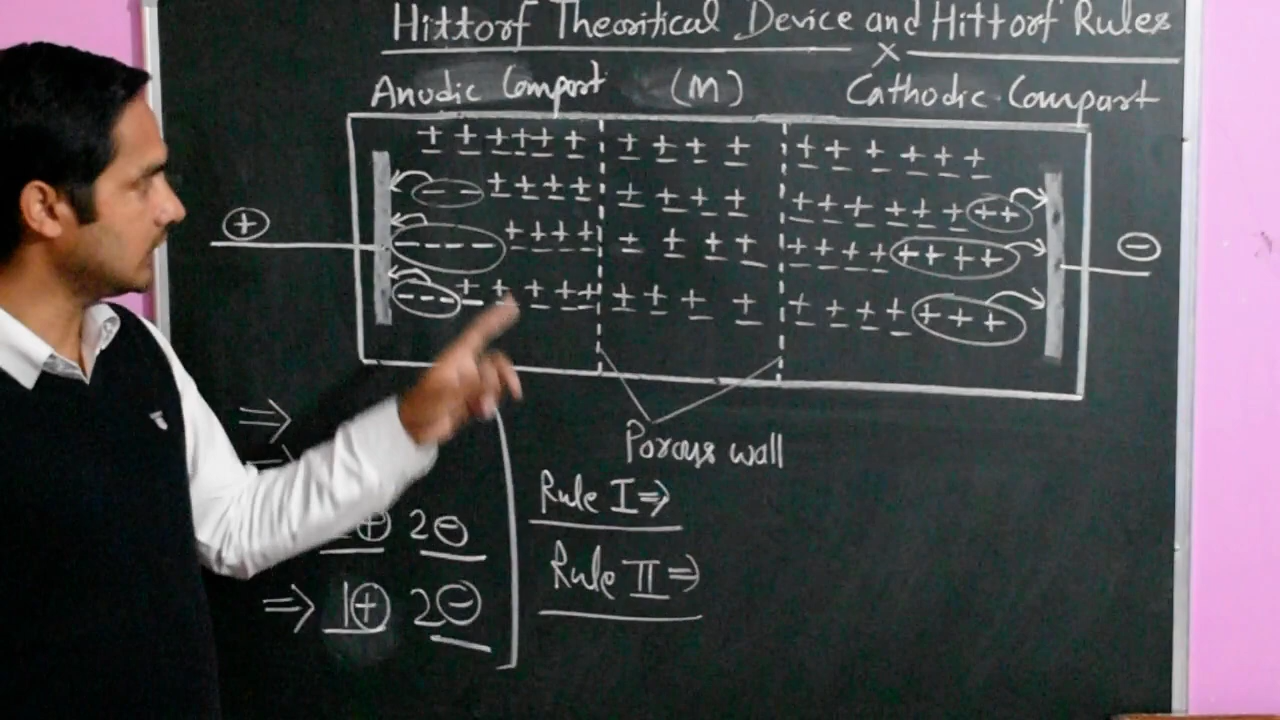 Hittorf Theoritical Device and Hittorf Rules
x
Anodic Compart (M) Cathodic Compart
+ + + + + + + + + + + + + + + +
- - + + + + + + + + + + + + + + + + +
+ - - - - + + + + + + + + + + + + + + + + -
- - - - + + + + + + + + + + + + + + + +
Porous wall
⇒
Rule I ⇒
+ 2 -
Rule II ⇒
⇒ 1+ 2 -